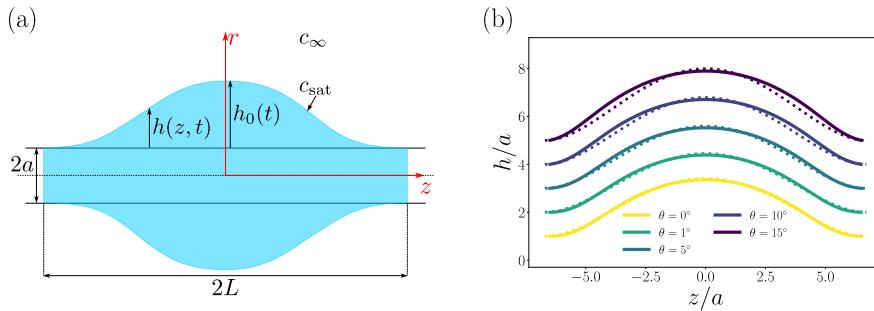 (a)
r
c∞
c_sat
h(z, t)
h₀(t)
2a
z
2L
(b)
h/a
8
6
4
2
0
θ = 0°
θ = 1°
θ = 5°
θ = 10°
θ = 15°
−5.0
−2.5
0.0
2.5
5.0
z/a